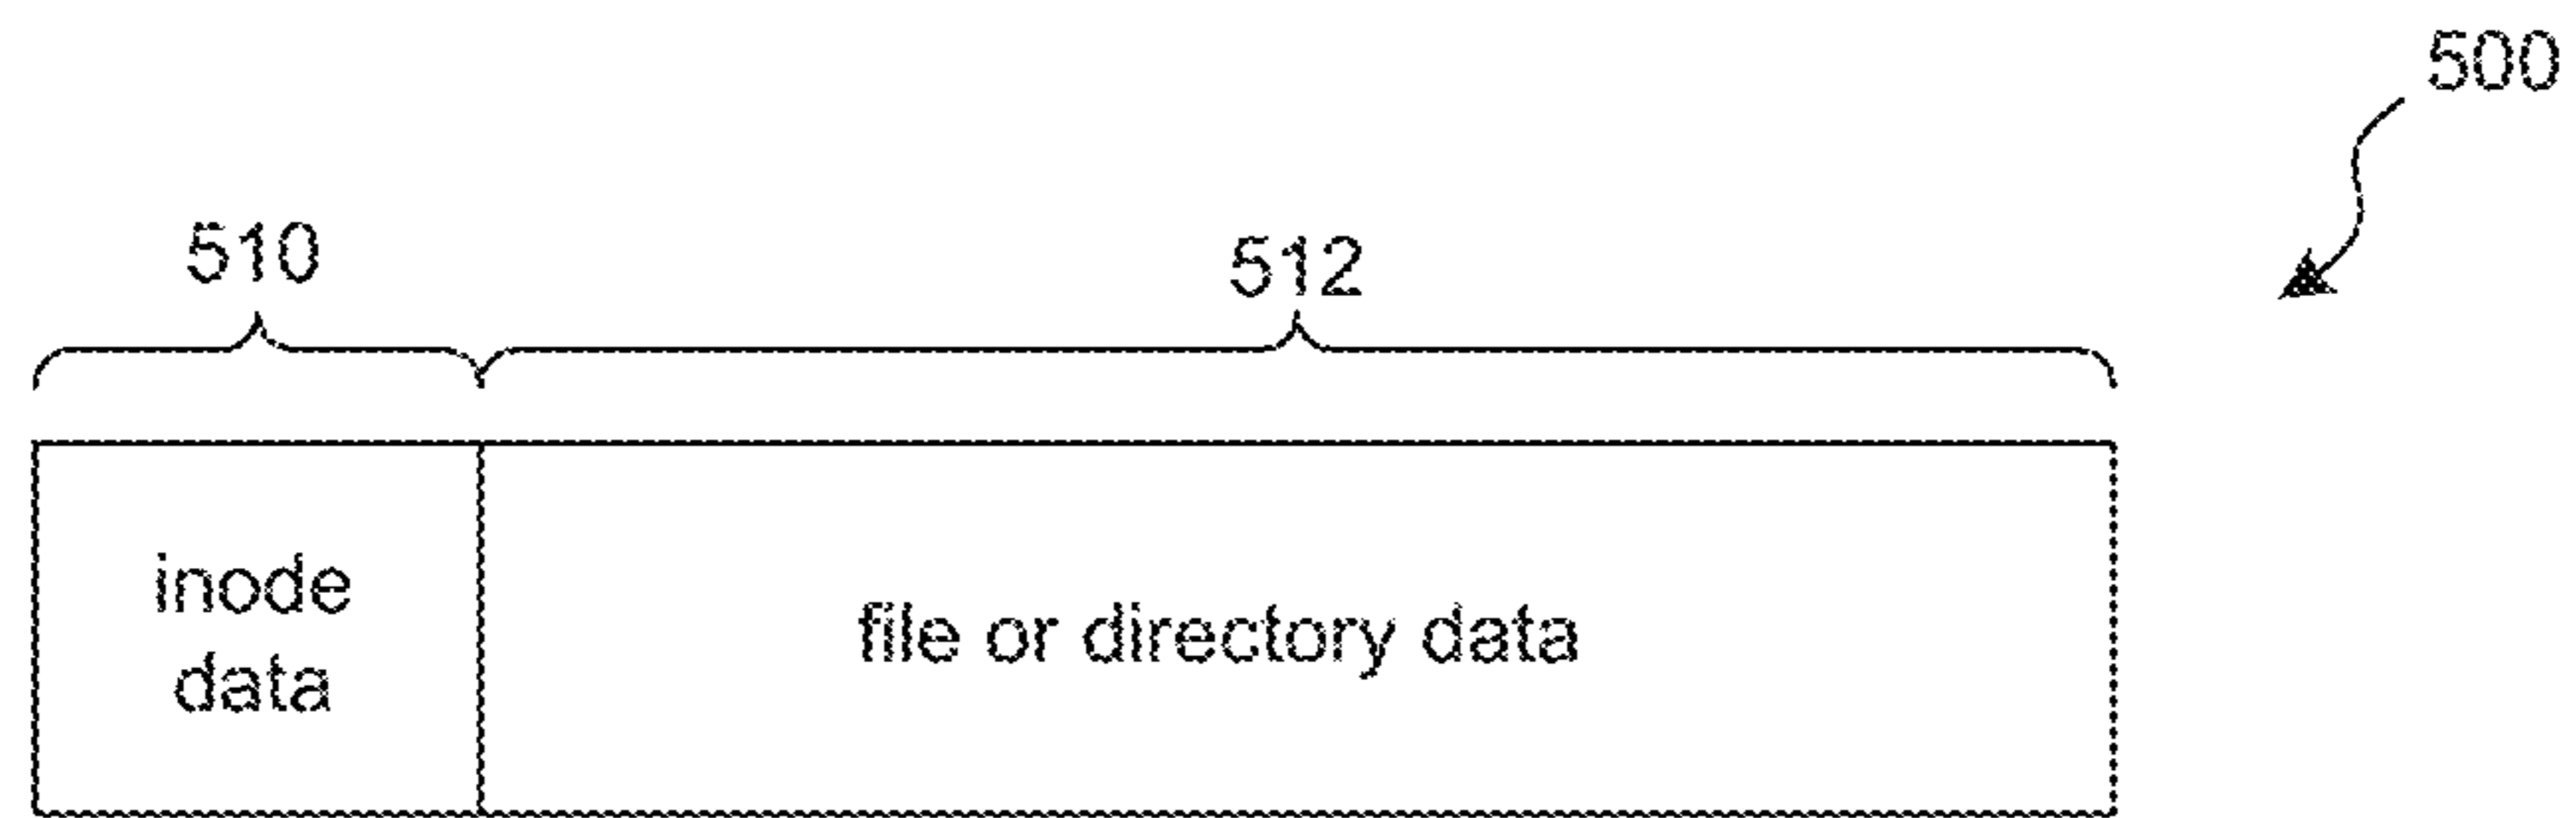 500
510
512
inode
data
file or directory data